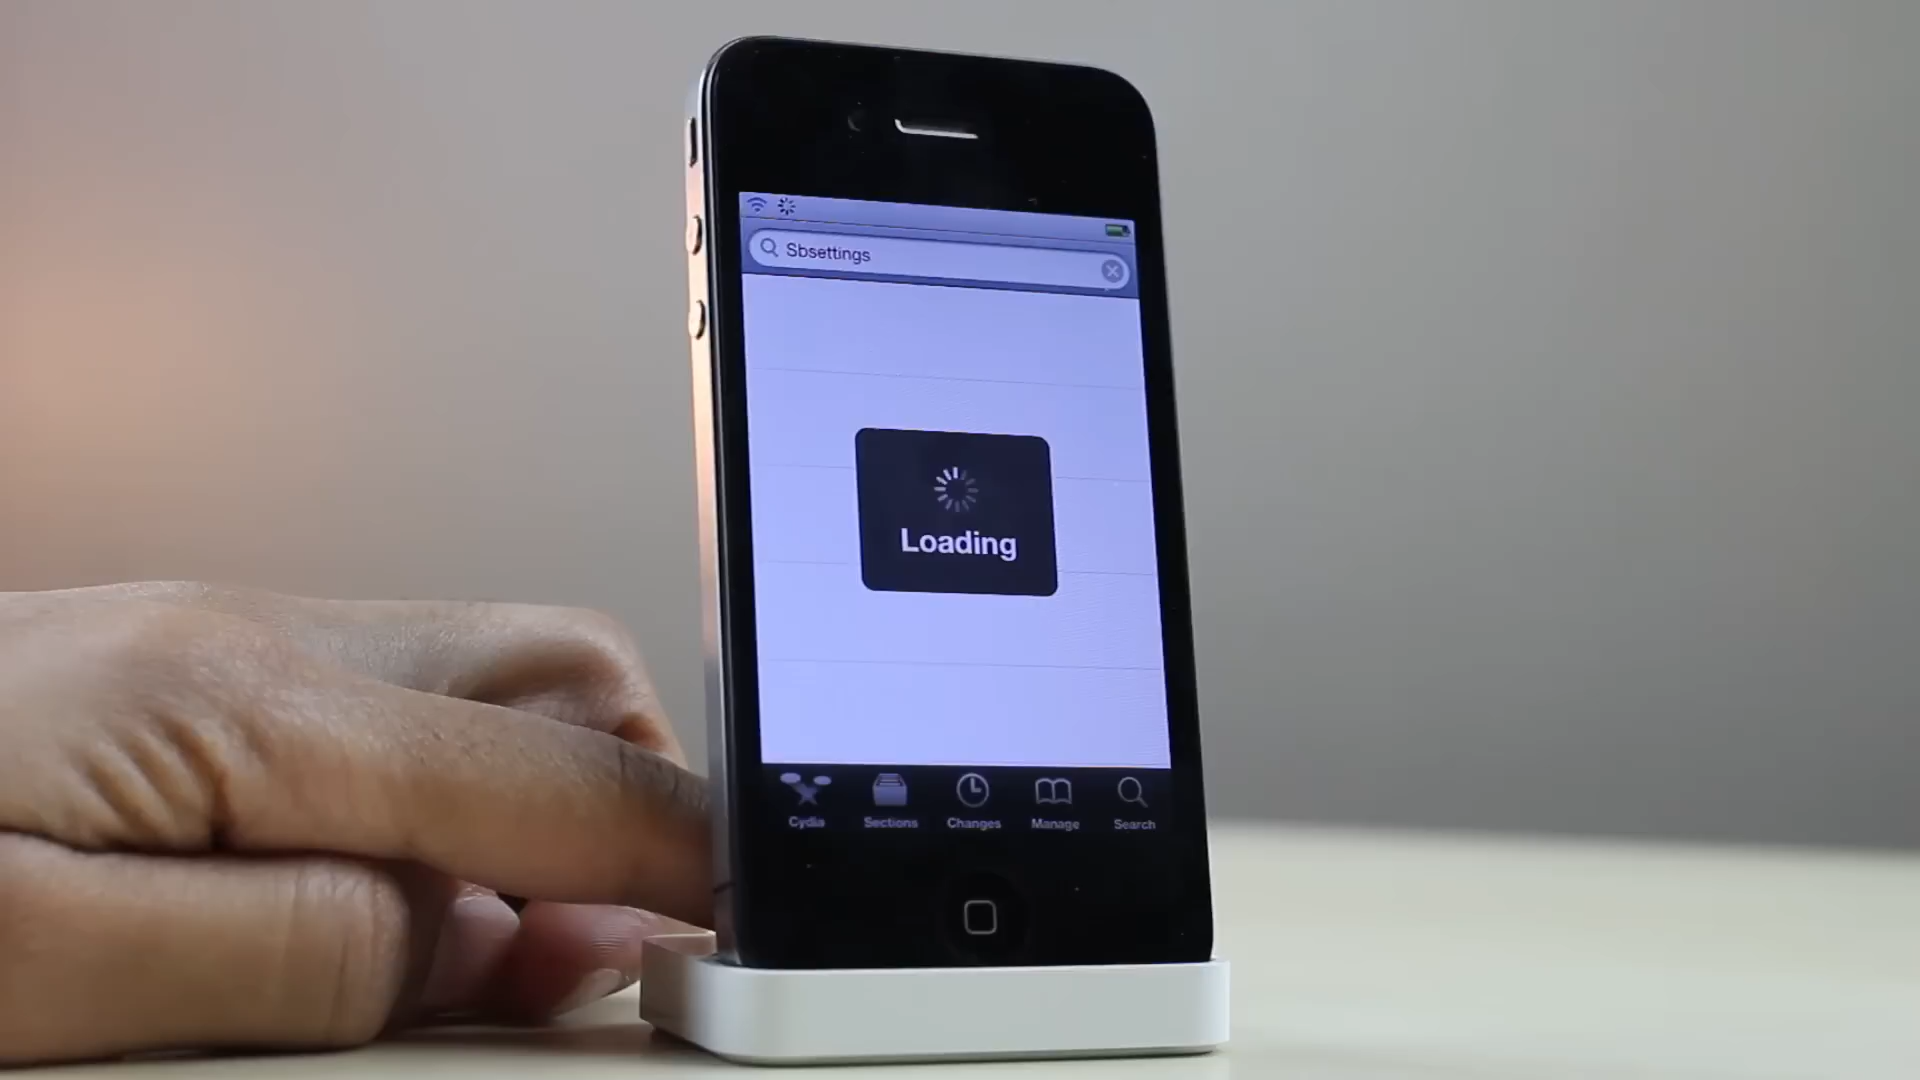 Sbsettings
Loading
Cydia
Sections
Changes
Manage
Search